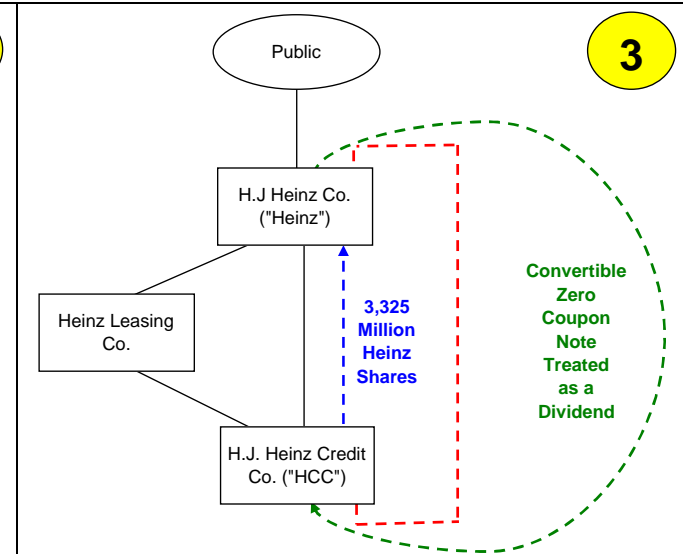 Public
3
H.J Heinz Co.
("Heinz")
Heinz Leasing
Co.
3,325
Million
Heinz
Shares
Convertible
Zero
Coupon
Note
Treated
as a
Dividend
H.J. Heinz Credit
Co. ("HCC")